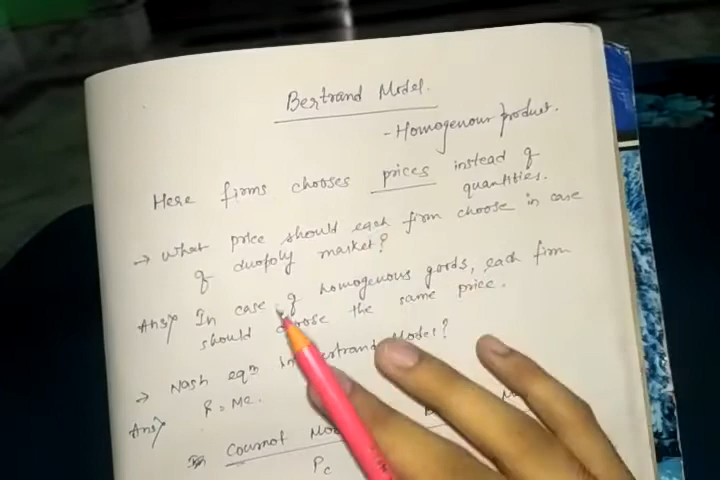 Bertrand Model.
- Homogenous product.
Here firms chooses prices instead of
quantities.
→ What price should each firm choose in case
of duopoly market?
Ans) In case of homogenous goods, each firm
should choose the same price.
→ Nash eqm in Bertrand Model?
Ans) = MC.
Cournot
Pc